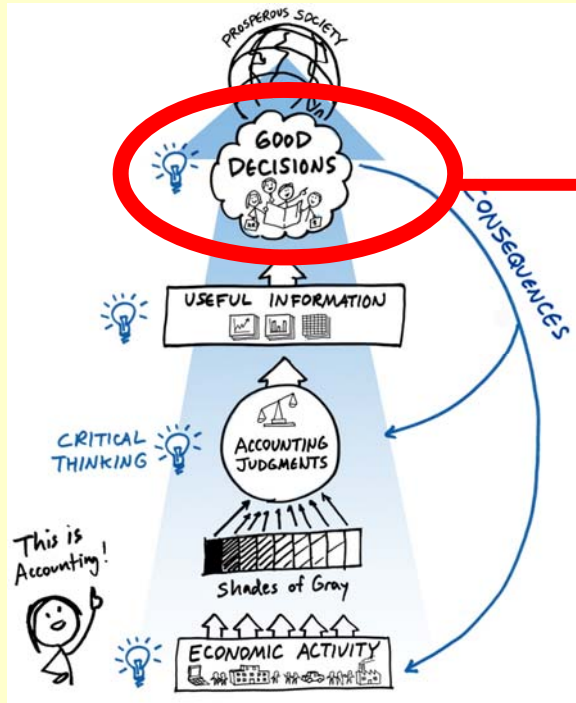 PROSPEROUS SOCIETY
GOOD
DECISIONS
CONSEQUENCES
USEFUL INFORMATION
CRITICAL
THINKING
ACCOUNTING
JUDGMENTS
This is
Accounting!
Shades of Gray
ECONOMIC ACTIVITY